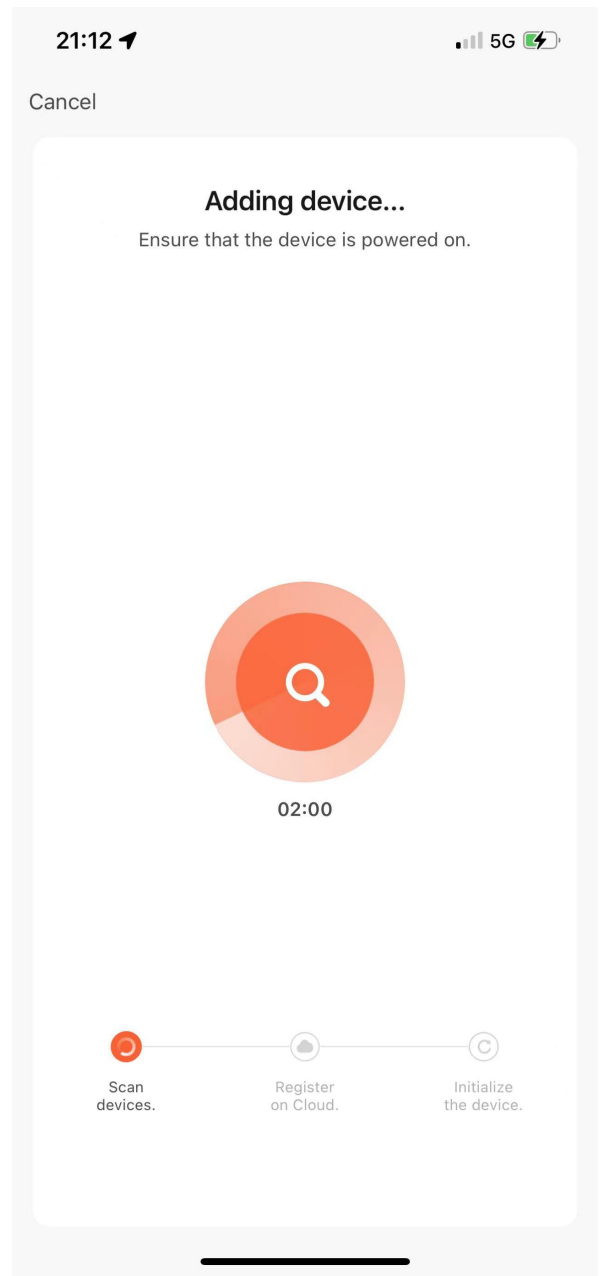 21:12
5G
Cancel
Adding device...
Ensure that the device is powered on.
02:00
Scan
devices.
Register
on Cloud.
Initialize
the device.